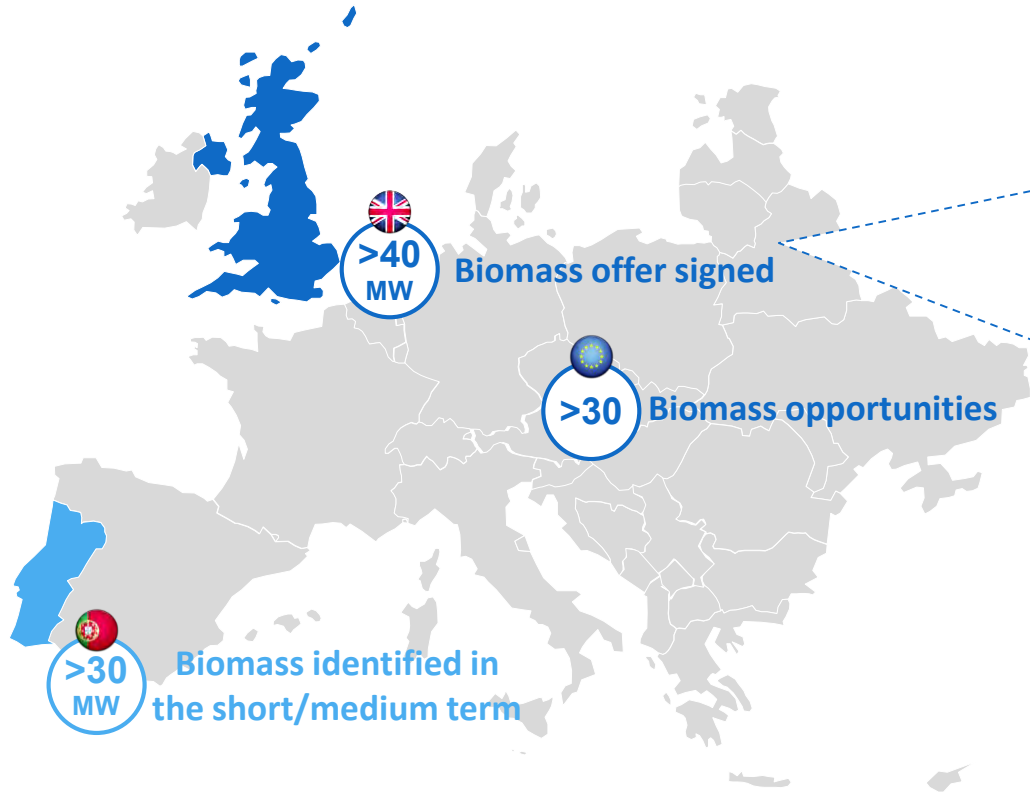 >40
MW
Biomass offer signed
>30
Biomass opportunities
>30
MW
Biomass identified in
the short/medium term